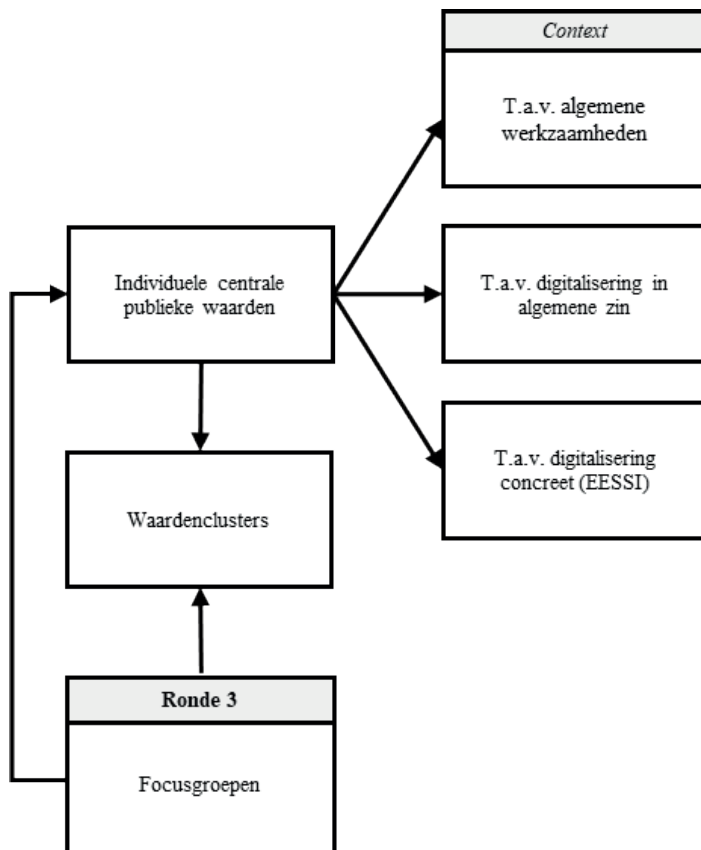 Context
T.a.v. algemene
werkzaamheden
Individuele centrale
publieke waarden
T.a.v. digitalisering in
algemene zin
T.a.v. digitalisering
concreet (EESSI)
Waardenclusters
Ronde 3
Focusgroepen